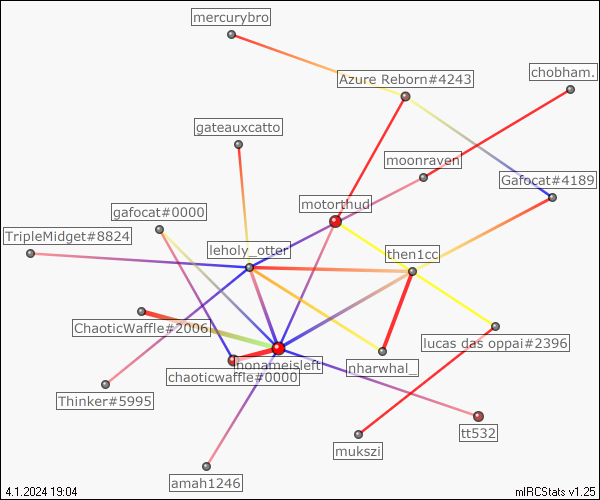 mercurybro
Azure Reborn#4243
chobham.
gateauxcatto
moonraven
Gafocat#4189
motorthud
gafocat#0000
TripleMidget#8824
leholy_otter
then1cc
ChaoticWaffle#2006
lucas das oppai#2396
nonameisleft
nharwhal_
chaoticwaffle#0000
Thinker#5995
tt532
mukszi
amah1246
4.1.2024 19:04
mIRCStats v1.25